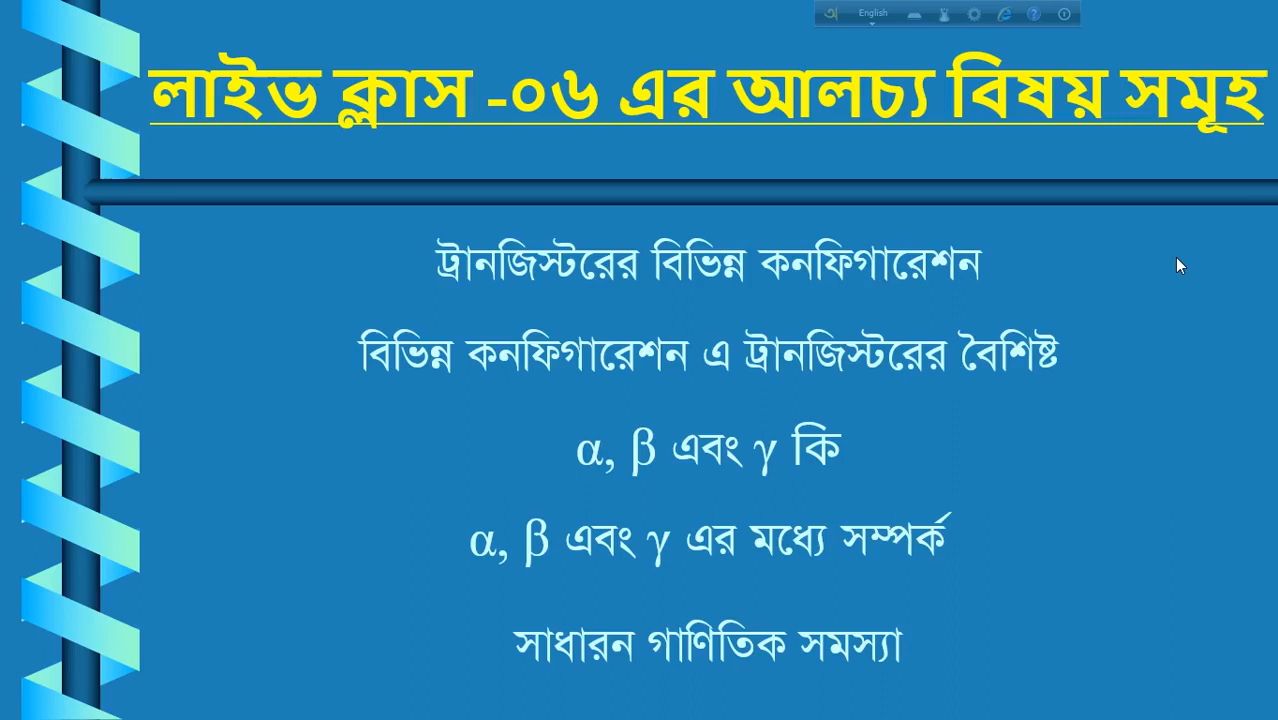 অ English
লাইভ ক্লাস -০৬ এর আলচ্য বিষয় সমূহ
ট্রানজিস্টরের বিভিন্ন কনফিগারেশন
বিভিন্ন কনফিগারেশন এ ট্রানজিস্টরের বৈশিষ্ট
α, β এবং γ কি
α, β এবং γ এর মধ্যে সম্পর্ক
সাধারন গাণিতিক সমস্যা